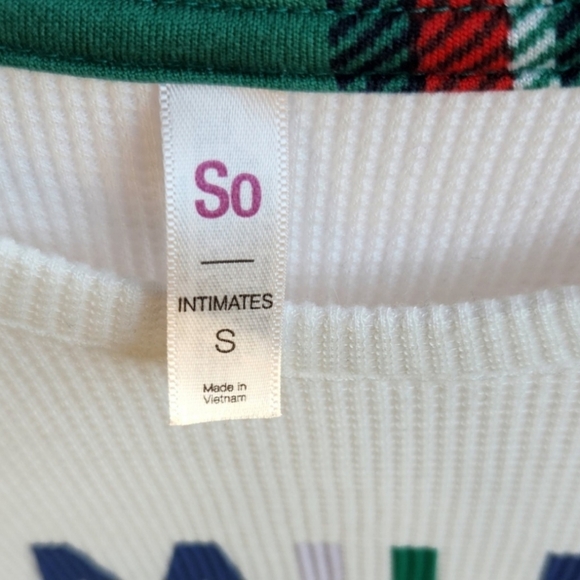 So
INTIMATES
S
Made in
Vietnam